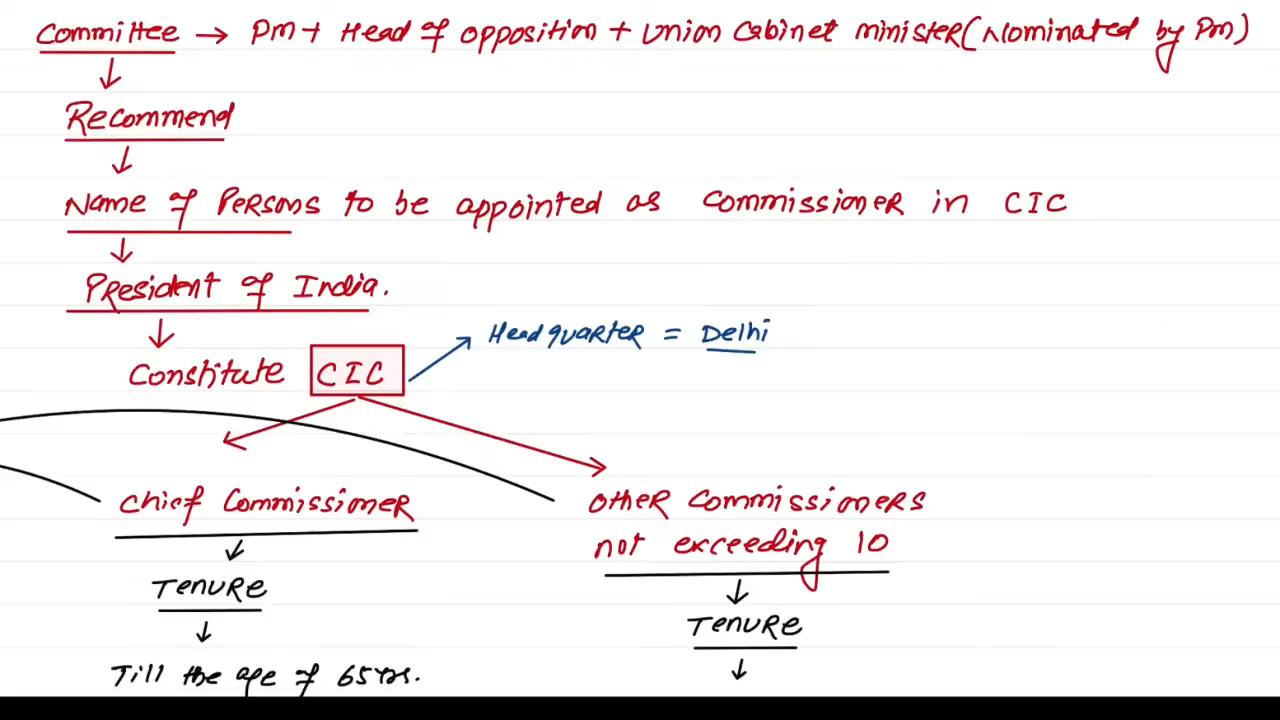 Committee → Pm + Head of opposition + Union Cabinet minister (Nominated by Pm)
↓
Recommend
↓
Name of Persons to be appointed as Commissioner in CIC
↓
President of India.
↓
Constitute CIC → Headquarter = Delhi
Chief Commissioner
Other Commissioners
not exceeding 10
↓
Tenure
↓
Till the age of 65 yrs.
↓
Tenure
↓